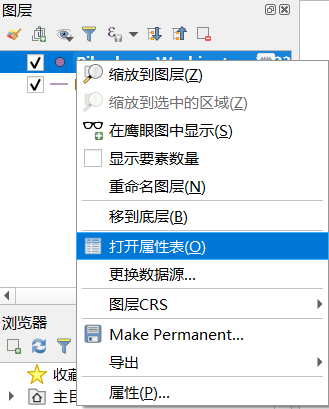 图层
缩放到图层(Z)
缩放到选中的区域(Z)
在鹰眼图中显示(S)
显示要素数量
重命名图层(N)
移到底层(B)
打开属性表(O)
更换数据源...
图层CRS
Make Permanent...
导出
属性(P)...
浏览器
收藏
主目